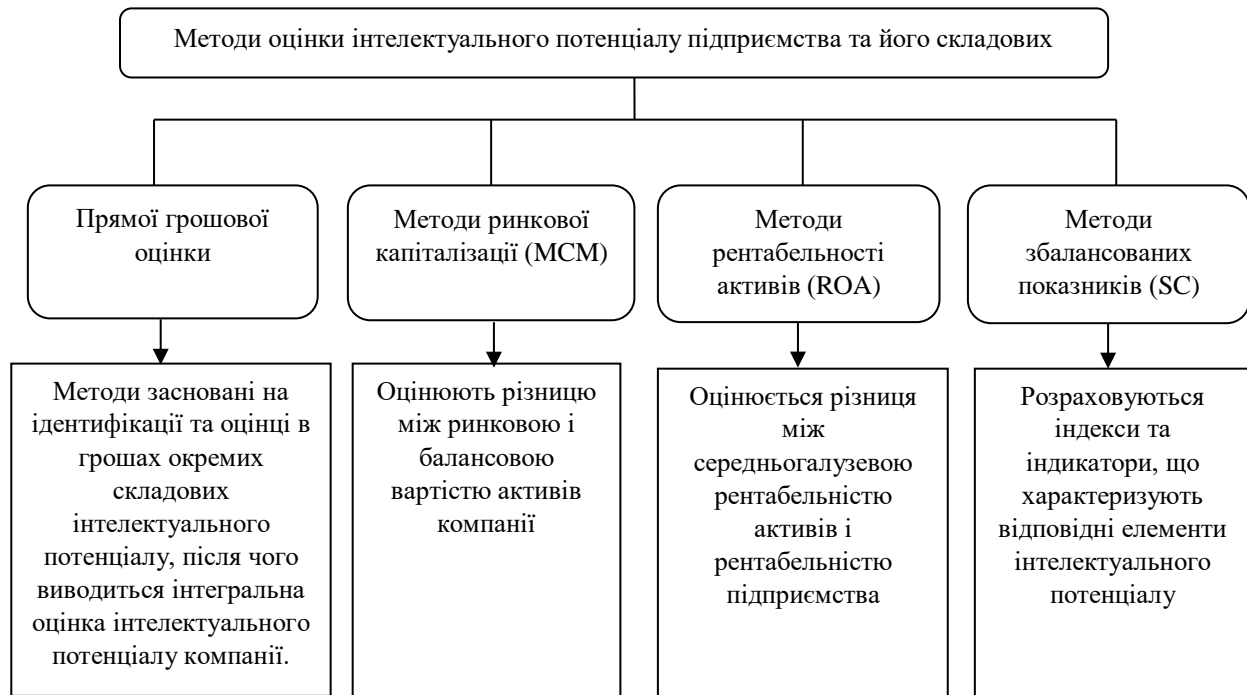 Методи оцінки інтелектуального потенціалу підприємства та його складових
Прямої грошової
оцінки
Методи ринкової
капіталізації (MCM)
Методи
рентабельності
активів (ROA)
Методи
збалансованих
показників (SC)
Методи засновані на
ідентифікації та оцінці в
грошах окремих
складових
інтелектуального
потенціалу, після чого
виводиться інтегральна
оцінка інтелектуального
потенціалу компанії.
Оцінюють різницю
між ринковою і
балансовою
вартістю активів
компанії
Оцінюється різниця
між
середньогалузевою
рентабельністю
активів і
рентабельністю
підприємства
Розраховуються
індекси та
індикатори, що
характеризують
відповідні елементи
інтелектуального
потенціалу